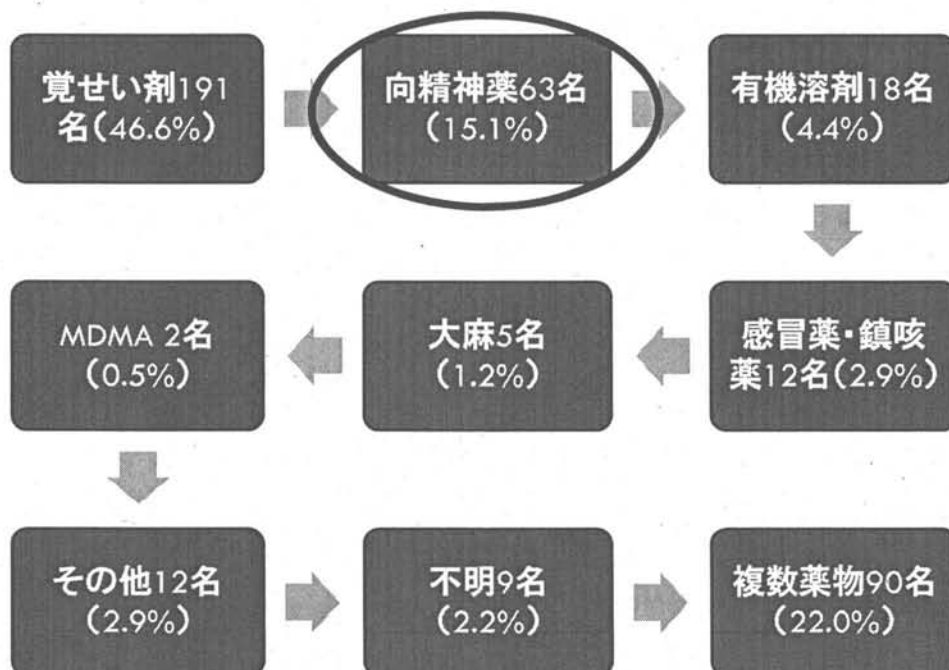 覚せい剤191
名(46.6%)
向精神薬63名
(15.1%)
有機溶剤18名
(4.4%)
感冒薬・鎮咳
薬12名(2.9%)
大麻5名
(1.2%)
MDMA 2名
(0.5%)
その他12名
(2.9%)
不明9名
(2.2%)
複数薬物90名
(22.0%)